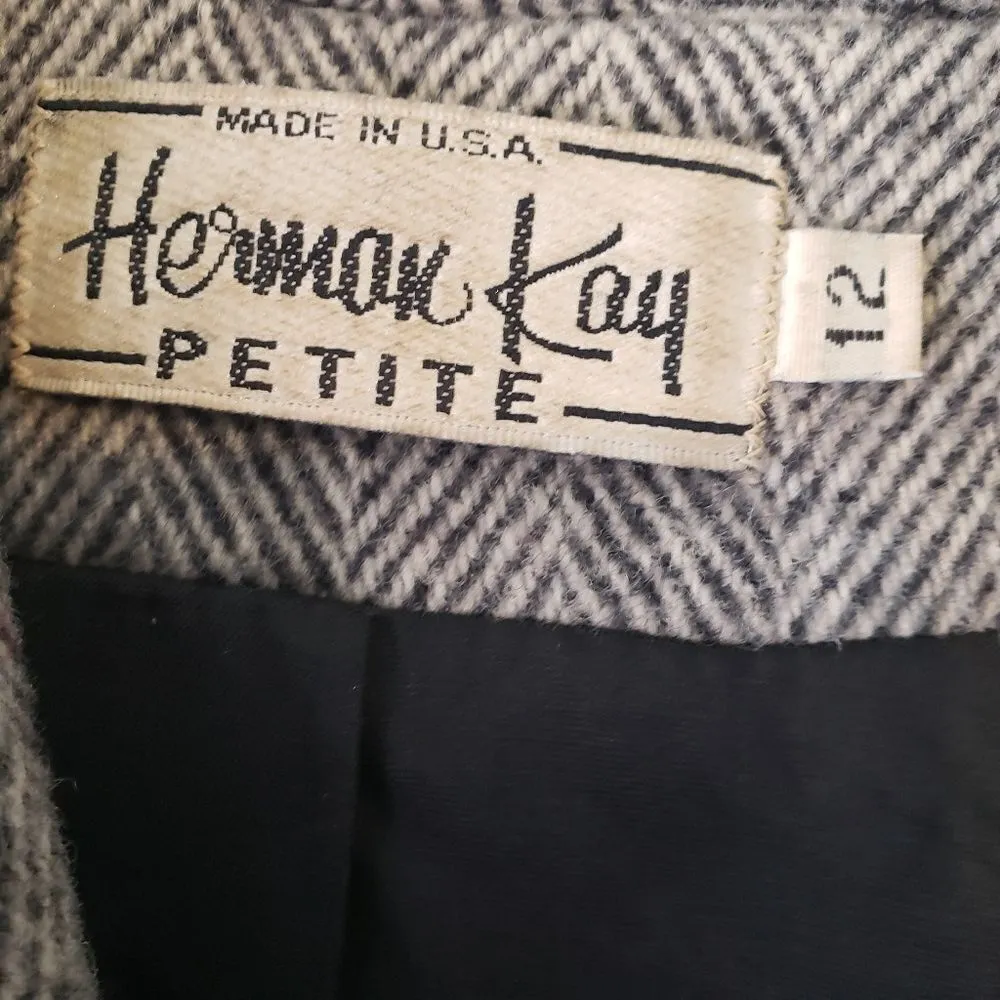 MADE IN U.S.A.
Herman Kay
PETITE
12